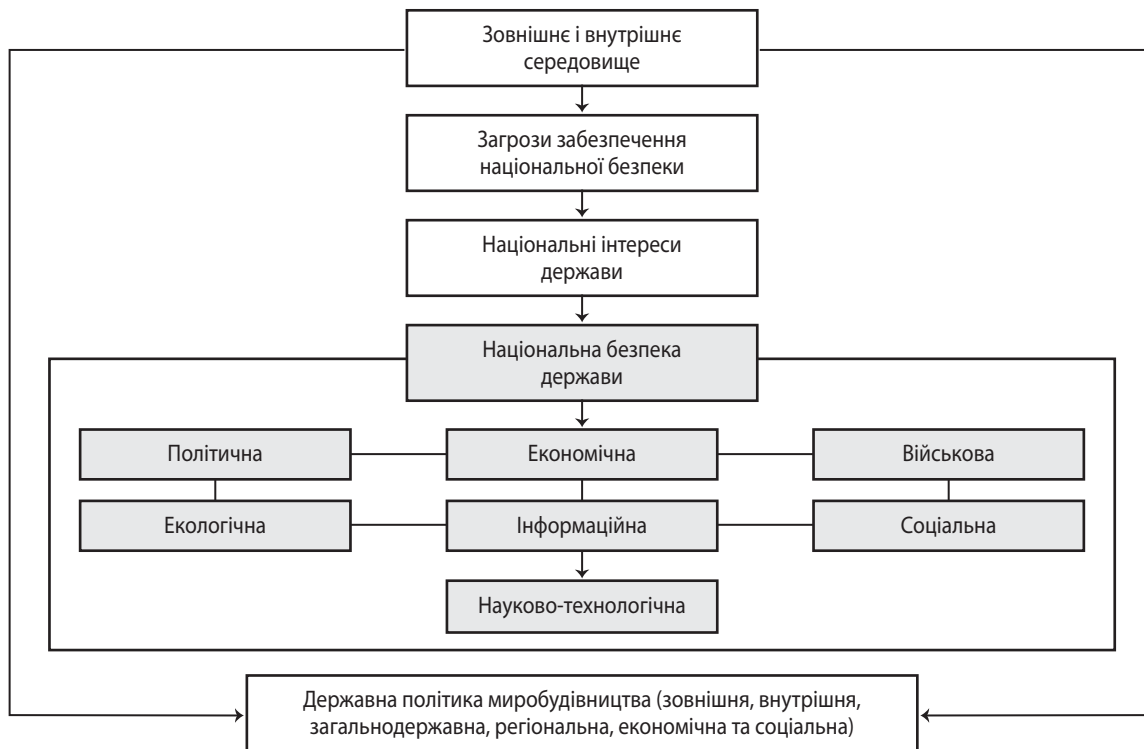 Зовнішнє і внутрішнє
середовище
Загрози забезпечення
національної безпеки
Національні інтереси
держави
Національна безпека
держави
Політична
Економічна
Військова
Екологічна
Інформаційна
Соціальна
Науково-технологічна
Державна політика миробудівництва (зовнішня, внутрішня,
загальнодержавна, регіональна, економічна та соціальна)